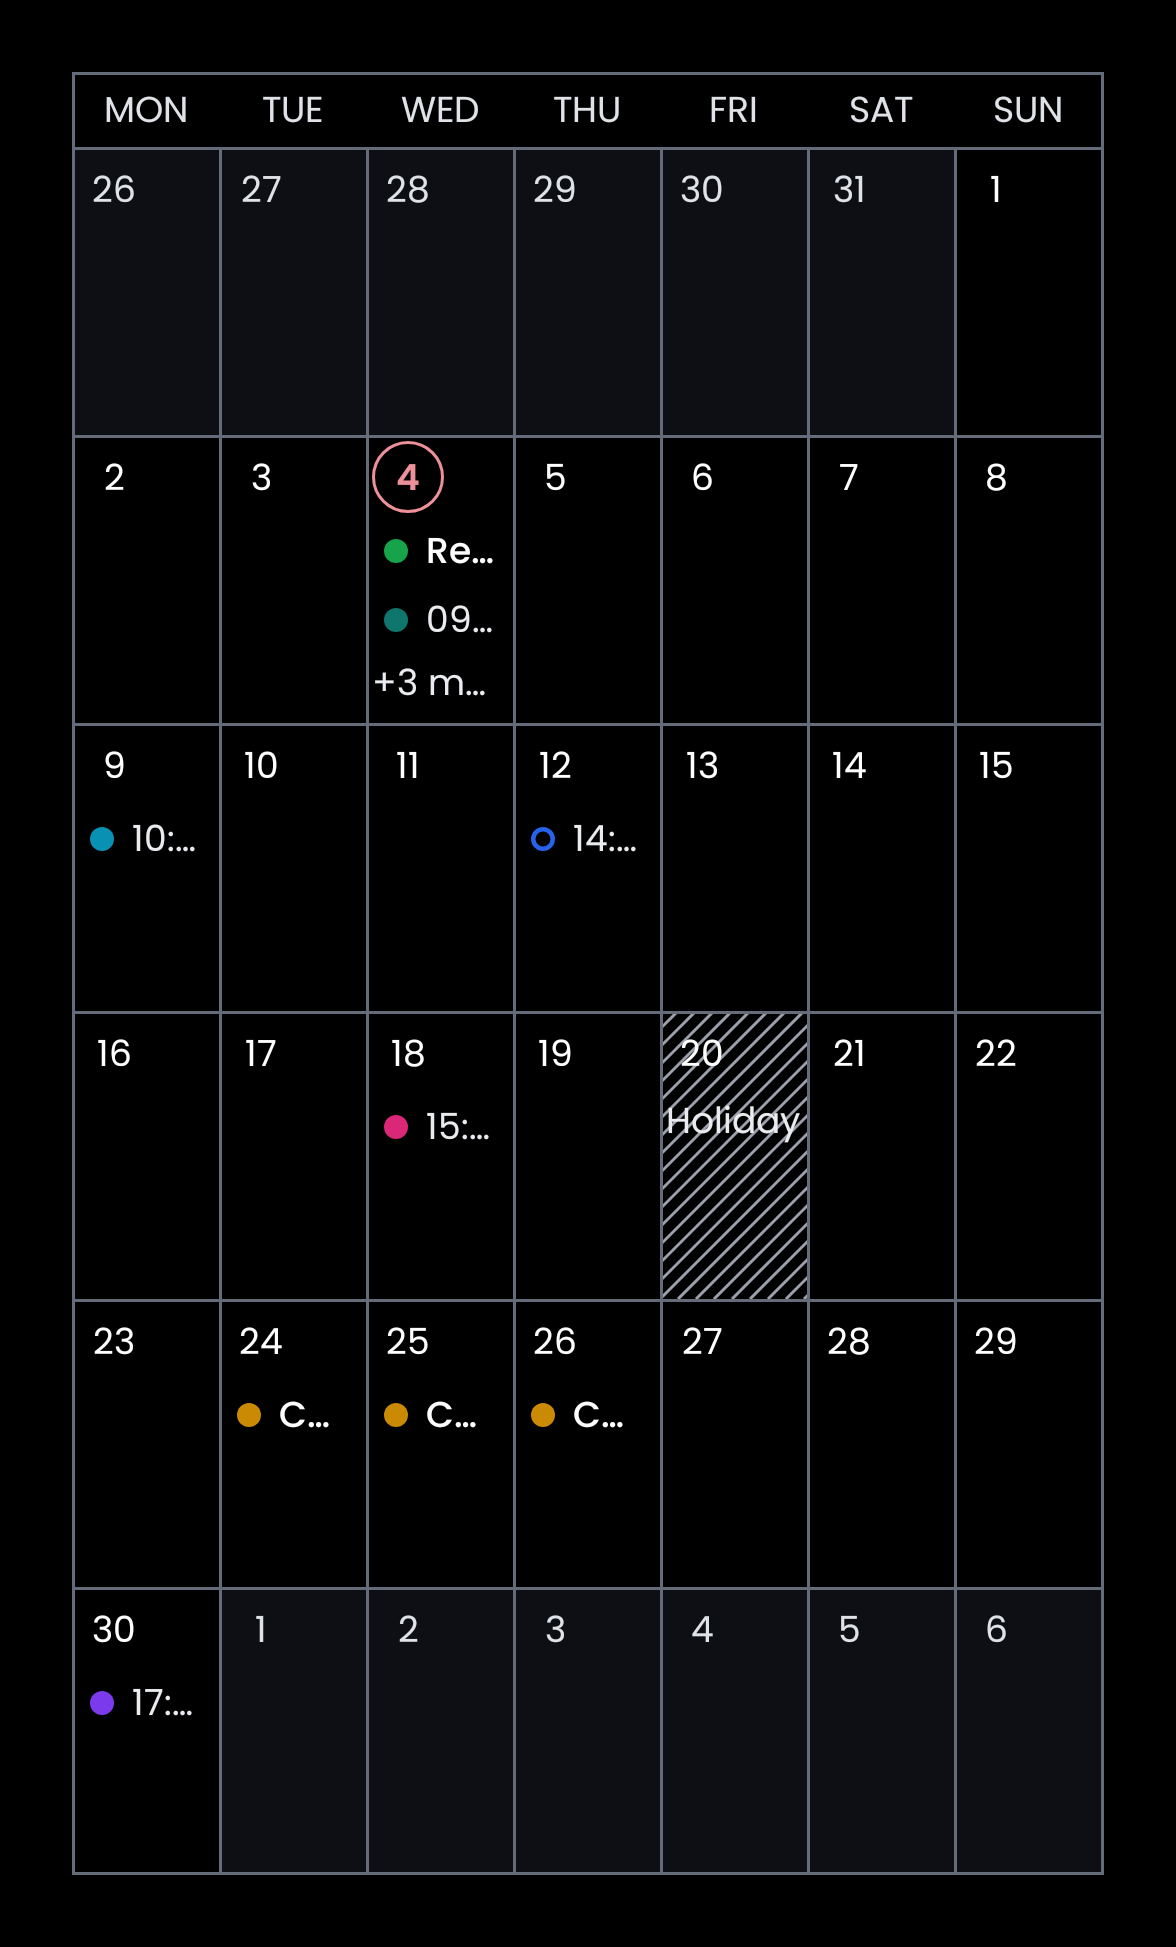 MON TUE WED THU FRI SAT SUN
26 27 28 29 30 31 1
2 3 4 5 6 7 8
Re...
09...
+3 m...
9 10 11 12 13 14 15
10:... 14:...
16 17 18 19 20 21 22
15:... Holiday
23 24 25 26 27 28 29
C... C... C...
30 1 2 3 4 5 6
17:...